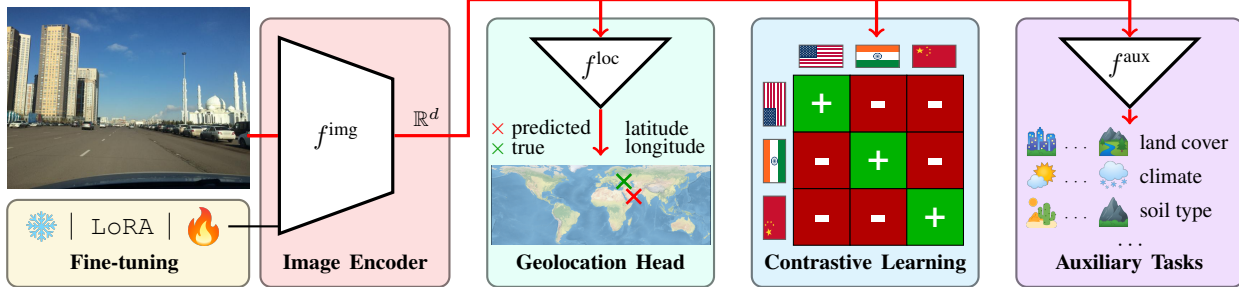 ❄ | LoRA | 🔥
Fine-tuning
f^img
Image Encoder
ℝ^d
f^loc
× predicted
× true
latitude
longitude
Geolocation Head
+ - -
- + -
- - +
Contrastive Learning
f^aux
... land cover
... climate
... soil type
...
Auxiliary Tasks